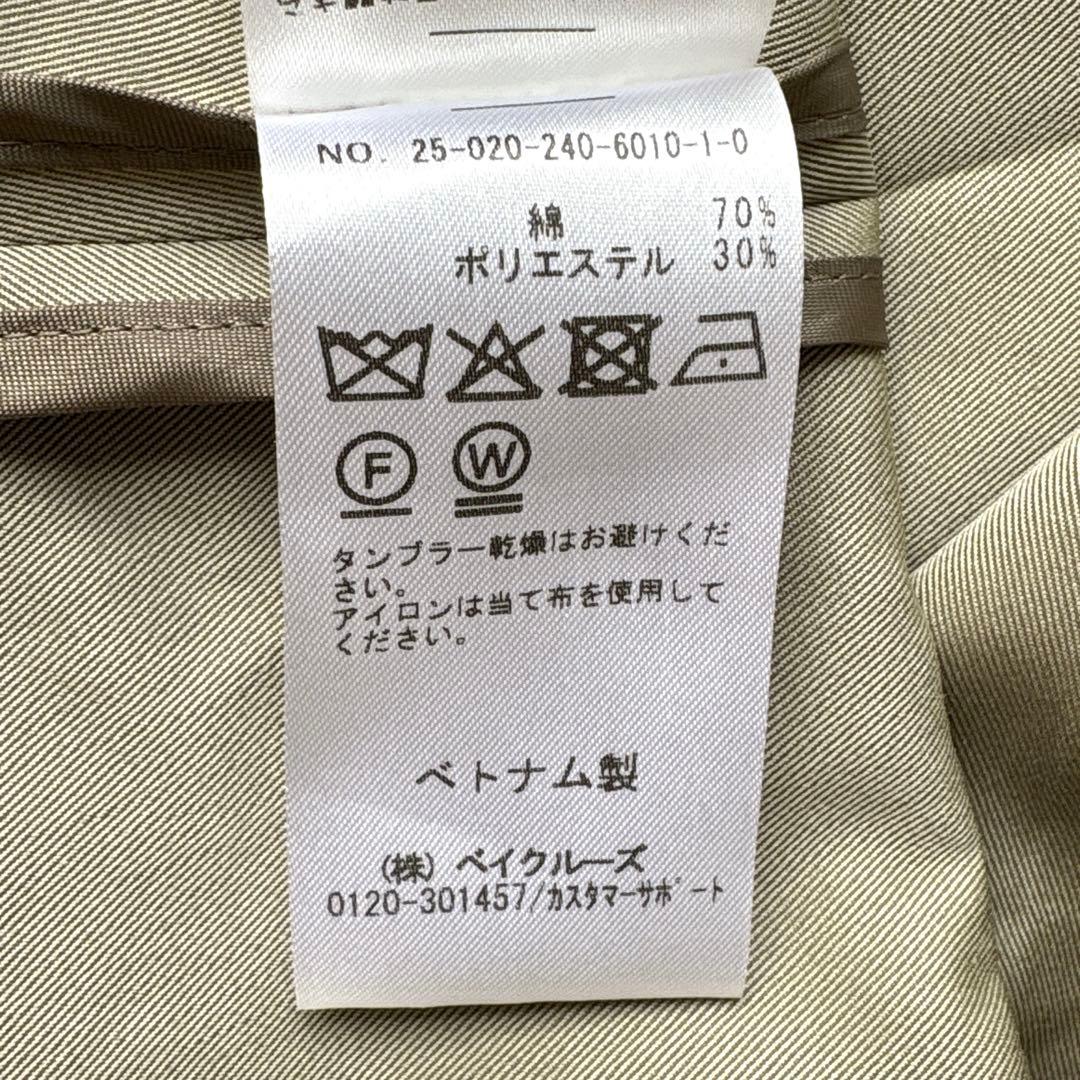 NO. 25-020-240-6010-1-0
綿 70%
ポリエステル 30%
F W
タンブラー乾燥はお避けくだ
さい。
アイロンは当て布を使用して
ください。
ベトナム製
(株) ベイクルーズ
0120-301457/カスタマーサポート